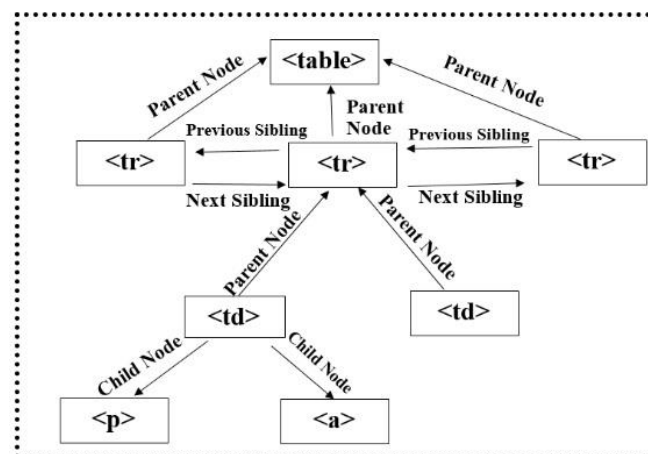 <table>
Parent Node
Parent Node
Parent
Node
Previous Sibling
Previous Sibling
<tr>
<tr>
<tr>
Next Sibling
Next Sibling
Parent Node
Parent Node
<td>
<td>
Child Node
Child Node
<p>
<a>